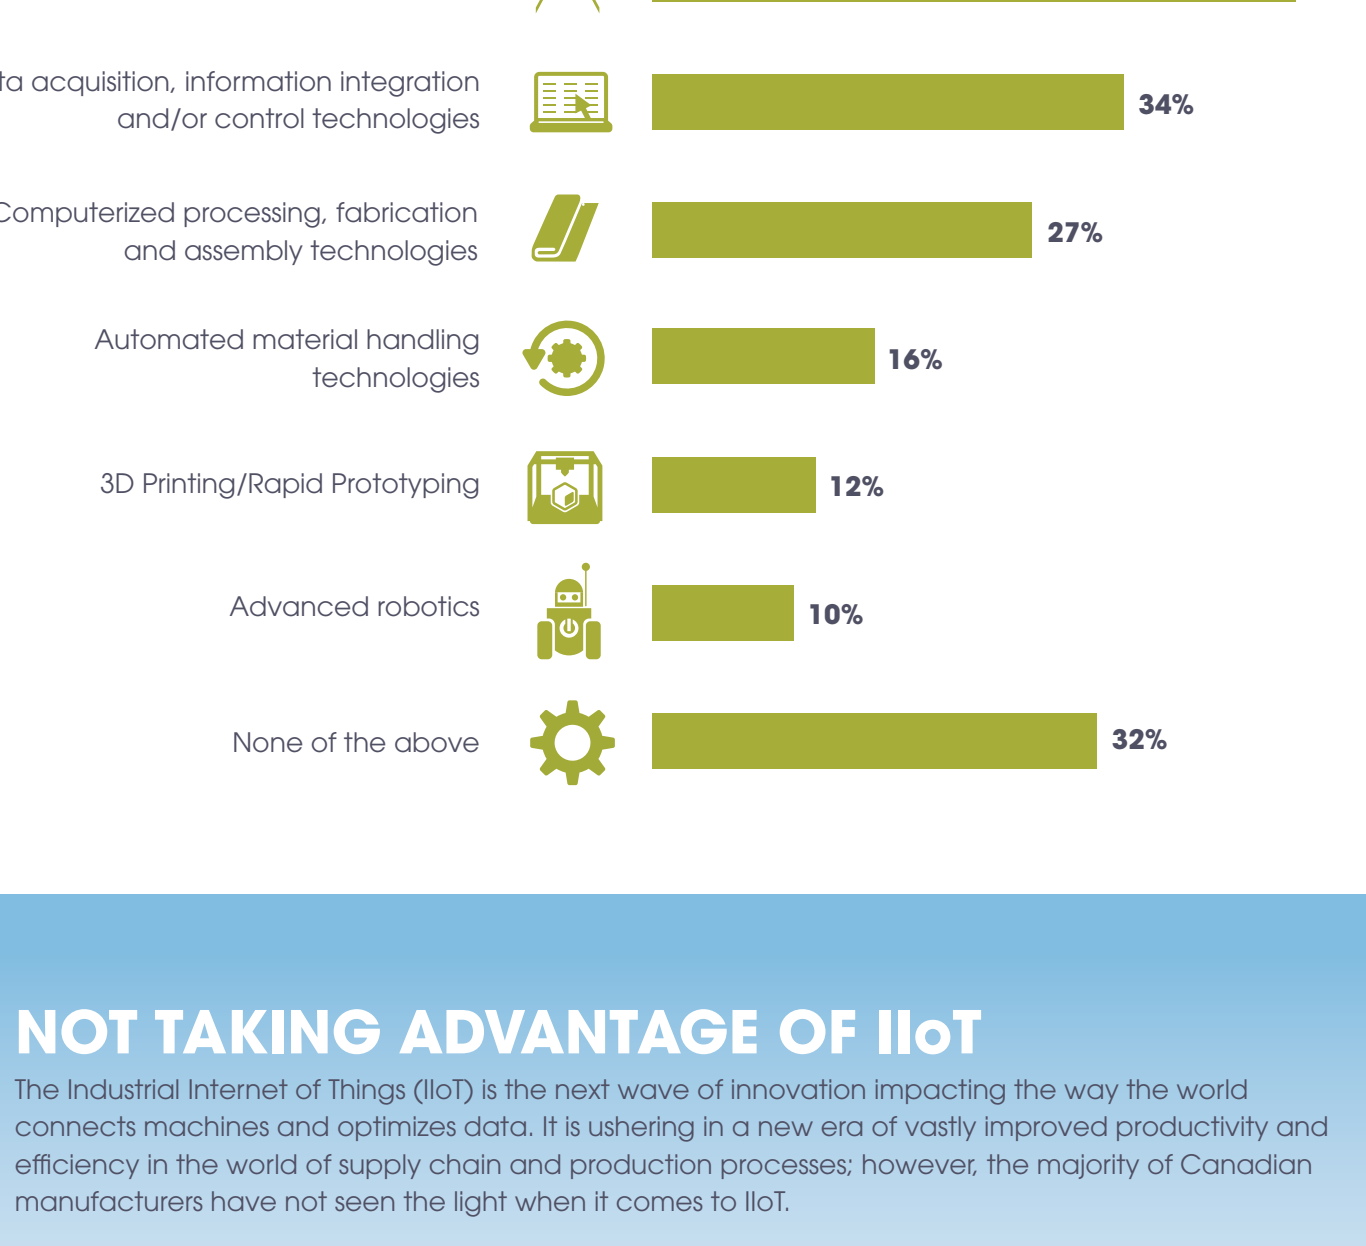 ta acquisition, information integration
and/or control technologies
34%
Computerized processing, fabrication
and assembly technologies
27%
Automated material handling
technologies
16%
3D Printing/Rapid Prototyping
12%
Advanced robotics
10%
None of the above
32%
NOT TAKING ADVANTAGE OF IIoT
The Industrial Internet of Things (IIoT) is the next wave of innovation impacting the way the world
connects machines and optimizes data. It is ushering in a new era of vastly improved productivity and
efficiency in the world of supply chain and production processes; however, the majority of Canadian
manufacturers have not seen the light when it comes to IIoT.